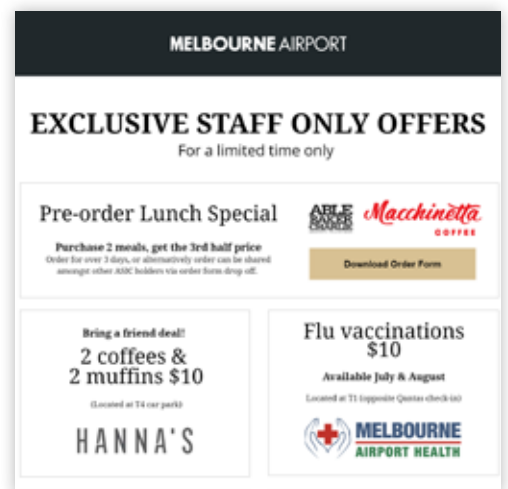 MELBOURNE AIRPORT
EXCLUSIVE STAFF ONLY OFFERS
For a limited time only
Pre-order Lunch Special
Purchase 2 meals, get the 3rd half price
Order for over 3 days, or alternatively order can be shared
amongst other ASIC holders via order form drop off.
ABLE
BAKER
CHARLIE
Macchinetta
COFFEE
Download Order Form
Bring a friend deal!
2 coffees &
2 muffins $10
(Located at T4 car park)
HANNA'S
Flu vaccinations
$10
Available July & August
Located at T1 (opposite Qantas check-in)
MELBOURNE
AIRPORT HEALTH